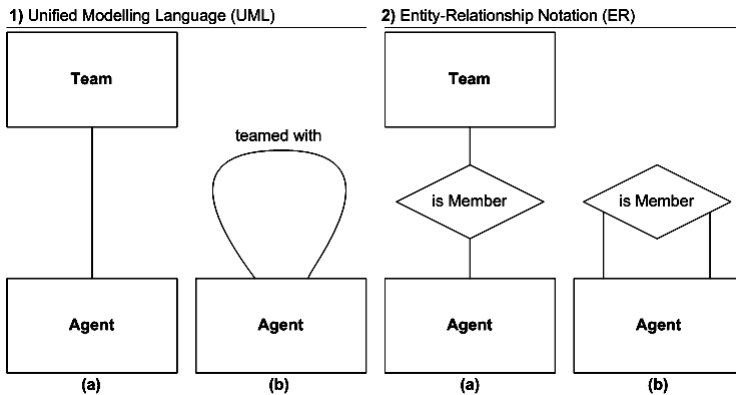 1) Unified Modelling Language (UML)
2) Entity-Relationship Notation (ER)
Team
teamed with
Agent
Agent
(a)
(b)
Team
is Member
is Member
Agent
Agent
(a)
(b)